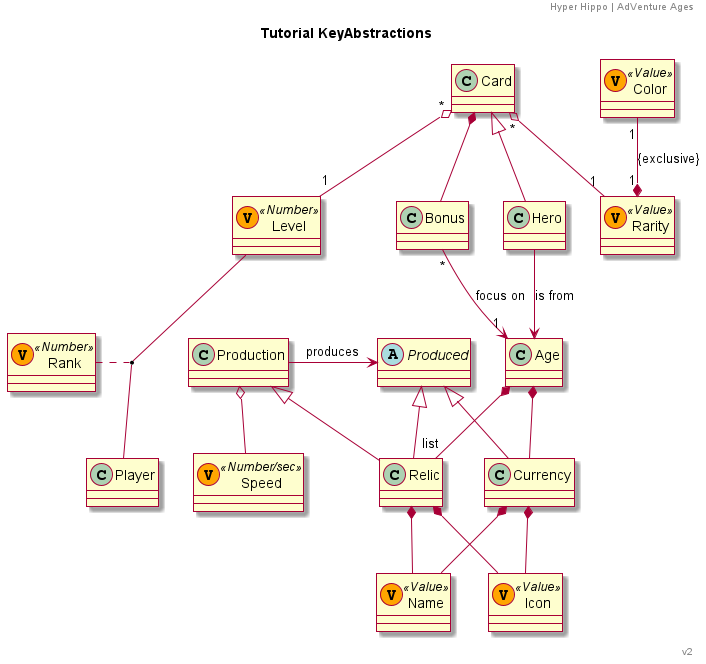 Hyper Hippo | AdVenture Ages
Tutorial KeyAbstractions
C Card
V «Value»
Color
*
*
1
{exclusive}
1
1
1
V «Number»
Level
C Bonus
C Hero
V «Value»
Rarity
*
focus on
is from
1
V «Number»
Rank
C Production
produces
A Produced
C Age
list
C Player
V «Number/sec»
Speed
C Relic
C Currency
V «Value»
Name
V «Value»
Icon
v2